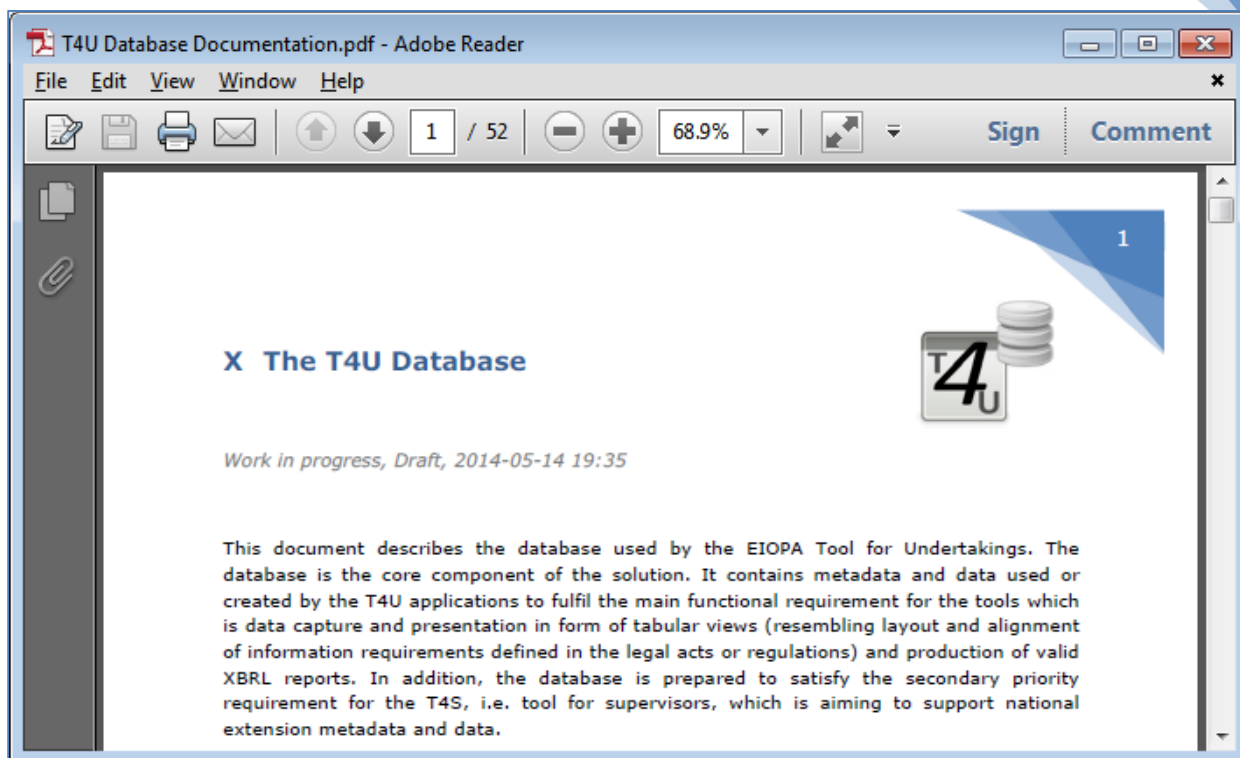 T4U Database Documentation.pdf - Adobe Reader
File Edit View Window Help
1 / 52 68.9% Sign Comment
1
X The T4U Database
T4U
Work in progress, Draft, 2014-05-14 19:35
This document describes the database used by the EIOPA Tool for Undertakings. The
database is the core component of the solution. It contains metadata and data used or
created by the T4U applications to fulfil the main functional requirement for the tools which
is data capture and presentation in form of tabular views (resembling layout and alignment
of information requirements defined in the legal acts or regulations) and production of valid
XBRL reports. In addition, the database is prepared to satisfy the secondary priority
requirement for the T4S, i.e. tool for supervisors, which is aiming to support national
extension metadata and data.